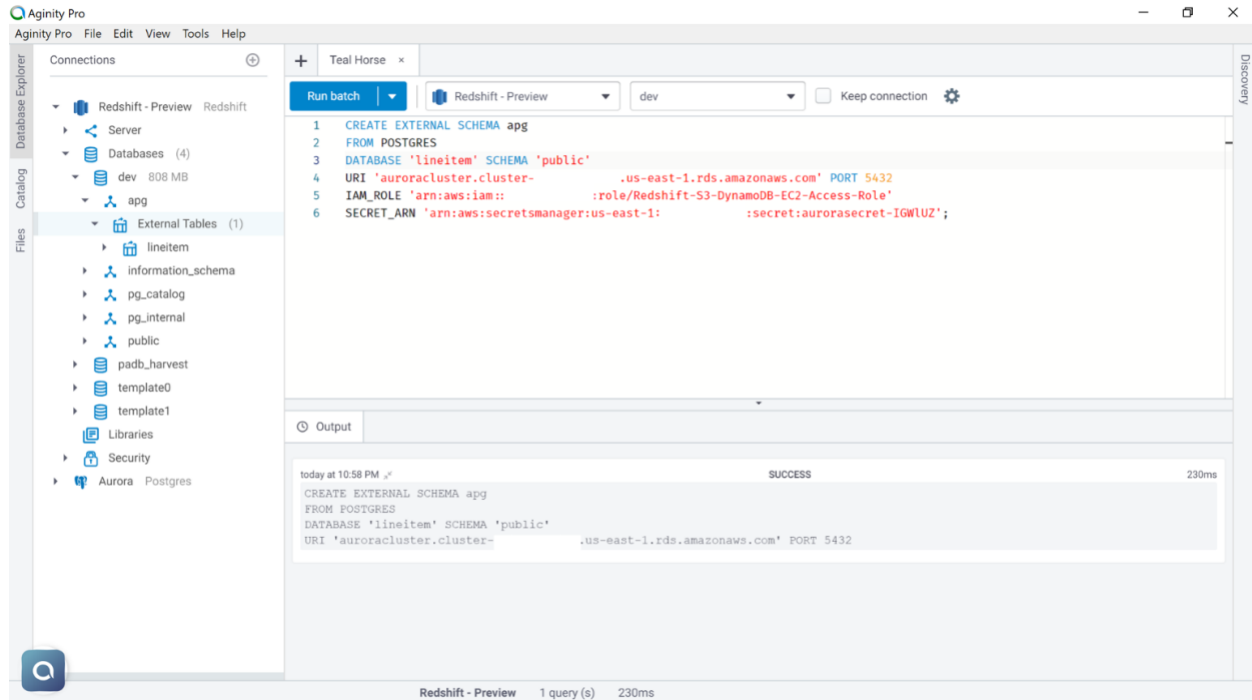 Aginity Pro
Aginity Pro File Edit View Tools Help
Database Explorer
Catalog
Files
Connections
Redshift - Preview Redshift
Server
Databases (4)
dev 808 MB
apg
External Tables (1)
lineitem
information_schema
pg_catalog
pg_internal
public
padb_harvest
template0
template1
Libraries
Security
Aurora Postgres
+ Teal Horse ×
Run batch Redshift - Preview dev Keep connection
1 CREATE EXTERNAL SCHEMA apg
2 FROM POSTGRES
3 DATABASE 'lineitem' SCHEMA 'public'
4 URI 'auroracluster.cluster- .us-east-1.rds.amazonaws.com' PORT 5432
5 IAM_ROLE 'arn:aws:iam:: :role/Redshift-S3-DynamoDB-EC2-Access-Role'
6 SECRET_ARN 'arn:aws:secretsmanager:us-east-1: :secret:aurorasecret-IGWlUZ';
Output
today at 10:58 PM SUCCESS 230ms
CREATE EXTERNAL SCHEMA apg
FROM POSTGRES
DATABASE 'lineitem' SCHEMA 'public'
URI 'auroracluster.cluster- .us-east-1.rds.amazonaws.com' PORT 5432
Redshift - Preview 1 query (s) 230ms
Discovery